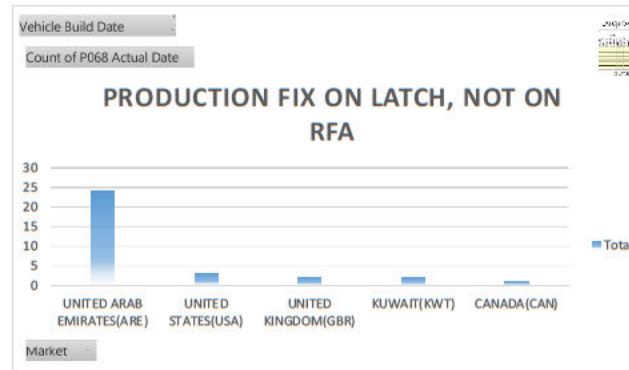 Vehicle Build Date
Count of P068 Actual Date
PRODUCTION FIX ON LATCH, NOT ON
RFA
30
25
20
15
10
5
0
UNITED ARAB
EMIRATES(ARE)
UNITED
STATES(USA)
UNITED
KINGDOM(GBR)
KUWAIT(KWT)
CANADA(CAN)
Tota
Market